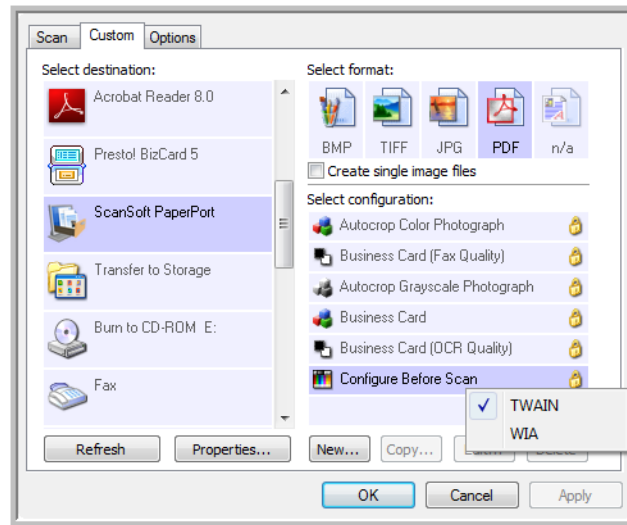 Scan Custom Options
Select destination:
Acrobat Reader 8.0
Presto! BizCard 5
ScanSoft PaperPort
Transfer to Storage
Burn to CD-ROM E:
Fax
Refresh Properties...
Select format:
BMP TIFF JPG PDF n/a
Create single image files
Select configuration:
Autocrop Color Photograph
Business Card (Fax Quality)
Autocrop Grayscale Photograph
Business Card
Business Card (OCR Quality)
Configure Before Scan
TWAIN
WIA
New... Copy...
OK Cancel Apply